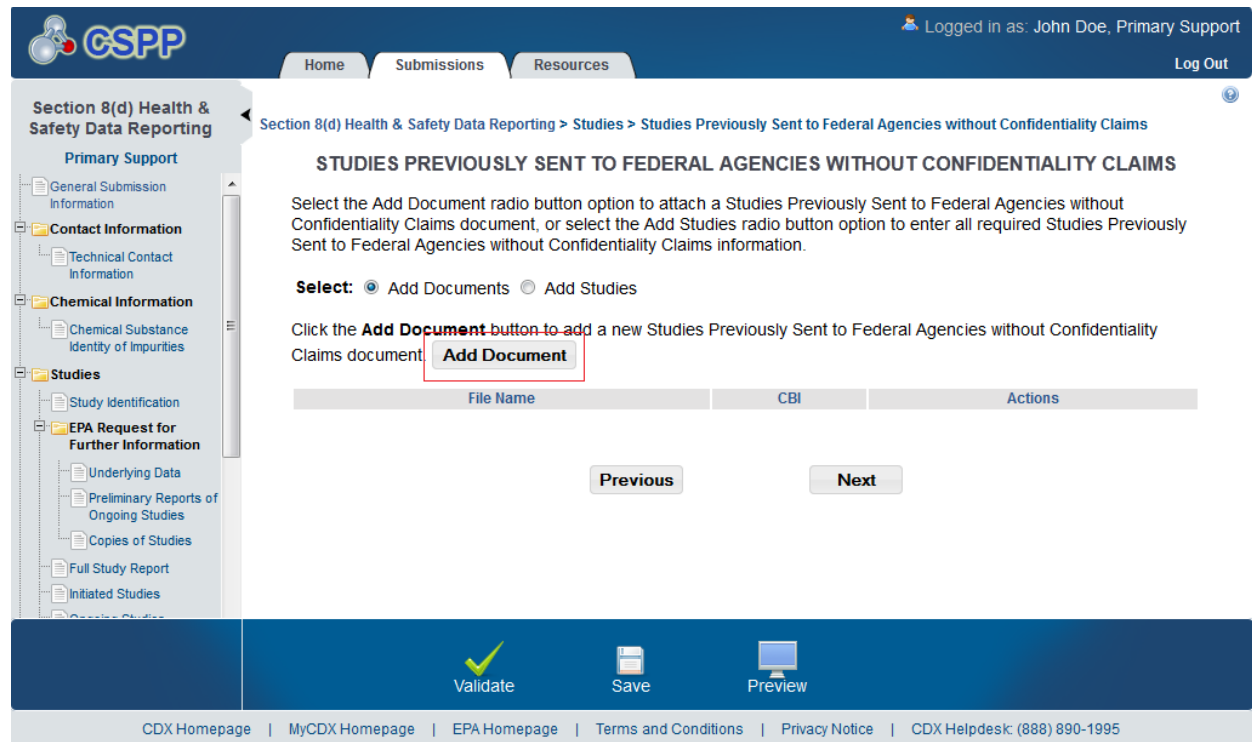 CSPP
Logged in as: John Doe, Primary Support
Home
Submissions
Resources
Log Out
Section 8(d) Health &
Safety Data Reporting
Primary Support
General Submission
Information
Contact Information
Technical Contact
Information
Chemical Information
Chemical Substance
Identity of Impurities
Studies
Study Identification
EPA Request for
Further Information
Underlying Data
Preliminary Reports of
Ongoing Studies
Copies of Studies
Full Study Report
Initiated Studies
Ongoing Studies
Section 8(d) Health & Safety Data Reporting > Studies > Studies Previously Sent to Federal Agencies without Confidentiality Claims
STUDIES PREVIOUSLY SENT TO FEDERAL AGENCIES WITHOUT CONFIDENTIALITY CLAIMS
Select the Add Document radio button option to attach a Studies Previously Sent to Federal Agencies without
Confidentiality Claims document, or select the Add Studies radio button option to enter all required Studies Previously
Sent to Federal Agencies without Confidentiality Claims information.
Select: Add Documents Add Studies
Click the Add Document button to add a new Studies Previously Sent to Federal Agencies without Confidentiality
Claims document. Add Document
File Name CBI Actions
Previous Next
Validate Save Preview
CDX Homepage | MyCDX Homepage | EPA Homepage | Terms and Conditions | Privacy Notice | CDX Helpdesk: (888) 890-1995